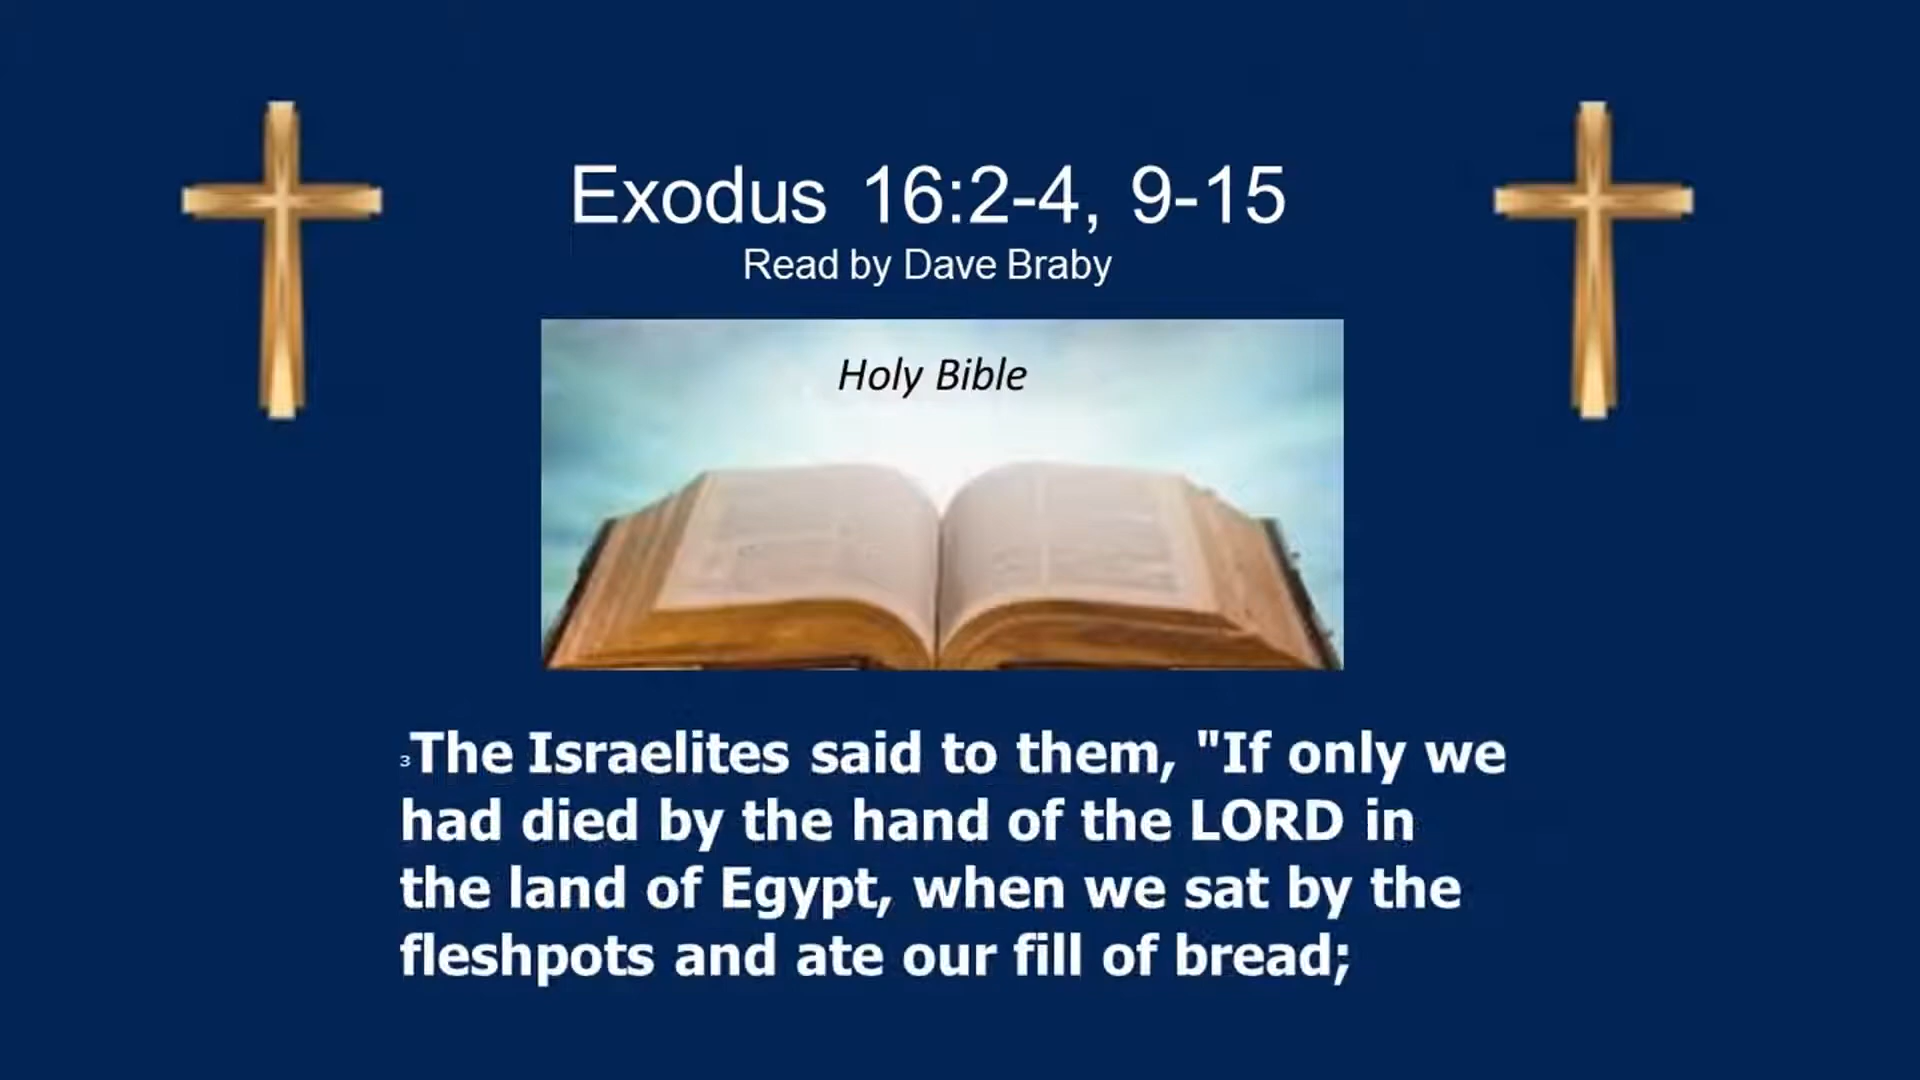 Exodus 16:2-4, 9-15
Read by Dave Braby
Holy Bible
3The Israelites said to them, "If only we
had died by the hand of the LORD in
the land of Egypt, when we sat by the
fleshpots and ate our fill of bread;